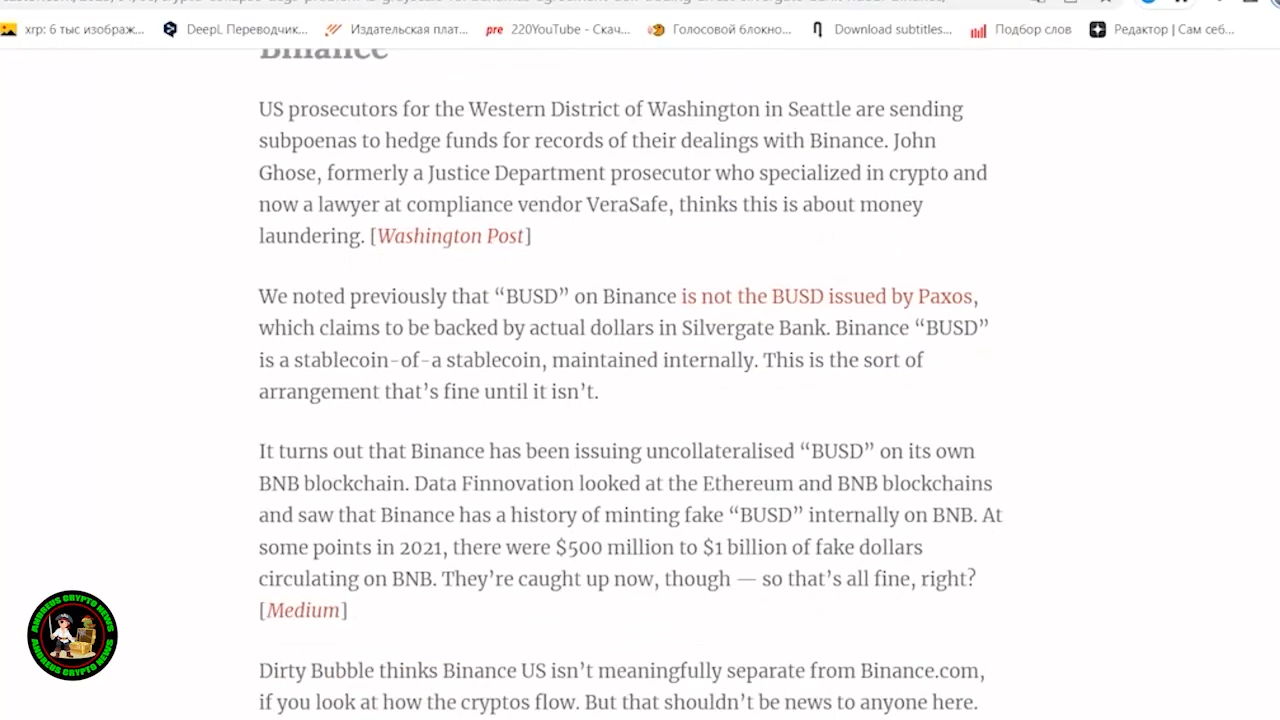 xrp: 6 тыс изображ...
DeepL Переводчик...
Издательская плат...
pre 220YouTube - Скач...
Голосовой блокно...
Download subtitles...
Подбор слов
Редактор | Сам себ...
Binance
US prosecutors for the Western District of Washington in Seattle are sending
subpoenas to hedge funds for records of their dealings with Binance. John
Ghose, formerly a Justice Department prosecutor who specialized in crypto and
now a lawyer at compliance vendor VeraSafe, thinks this is about money
laundering. [Washington Post]
We noted previously that “BUSD” on Binance is not the BUSD issued by Paxos,
which claims to be backed by actual dollars in Silvergate Bank. Binance “BUSD”
is a stablecoin-of-a stablecoin, maintained internally. This is the sort of
arrangement that’s fine until it isn’t.
It turns out that Binance has been issuing uncollateralised “BUSD” on its own
BNB blockchain. Data Finnovation looked at the Ethereum and BNB blockchains
and saw that Binance has a history of minting fake “BUSD” internally on BNB. At
some points in 2021, there were $500 million to $1 billion of fake dollars
circulating on BNB. They’re caught up now, though — so that’s all fine, right?
[Medium]
Dirty Bubble thinks Binance US isn’t meaningfully separate from Binance.com,
if you look at how the cryptos flow. But that shouldn’t be news to anyone here.
ANDREUS CRYPTO NEWS
ANDREUS CRYPTO NEWS